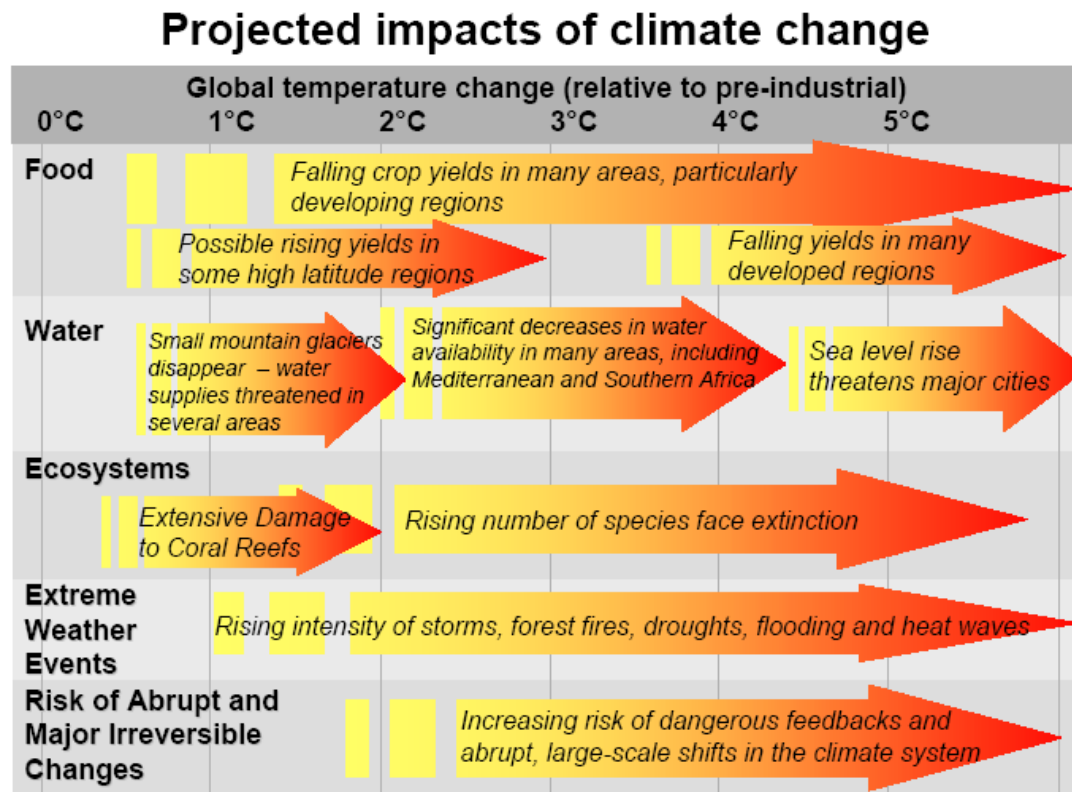 Projected impacts of climate change
Global temperature change (relative to pre-industrial)
0°C 1°C 2°C 3°C 4°C 5°C
Food
Falling crop yields in many areas, particularly
developing regions
Possible rising yields in
some high latitude regions
Falling yields in many
developed regions
Water
Small mountain glaciers
disappear – water
supplies threatened in
several areas
Significant decreases in water
availability in many areas, including
Mediterranean and Southern Africa
Sea level rise
threatens major cities
Ecosystems
Extensive Damage
to Coral Reefs
Rising number of species face extinction
Extreme
Weather
Events
Rising intensity of storms, forest fires, droughts, flooding and heat waves
Risk of Abrupt and
Major Irreversible
Changes
Increasing risk of dangerous feedbacks and
abrupt, large-scale shifts in the climate system